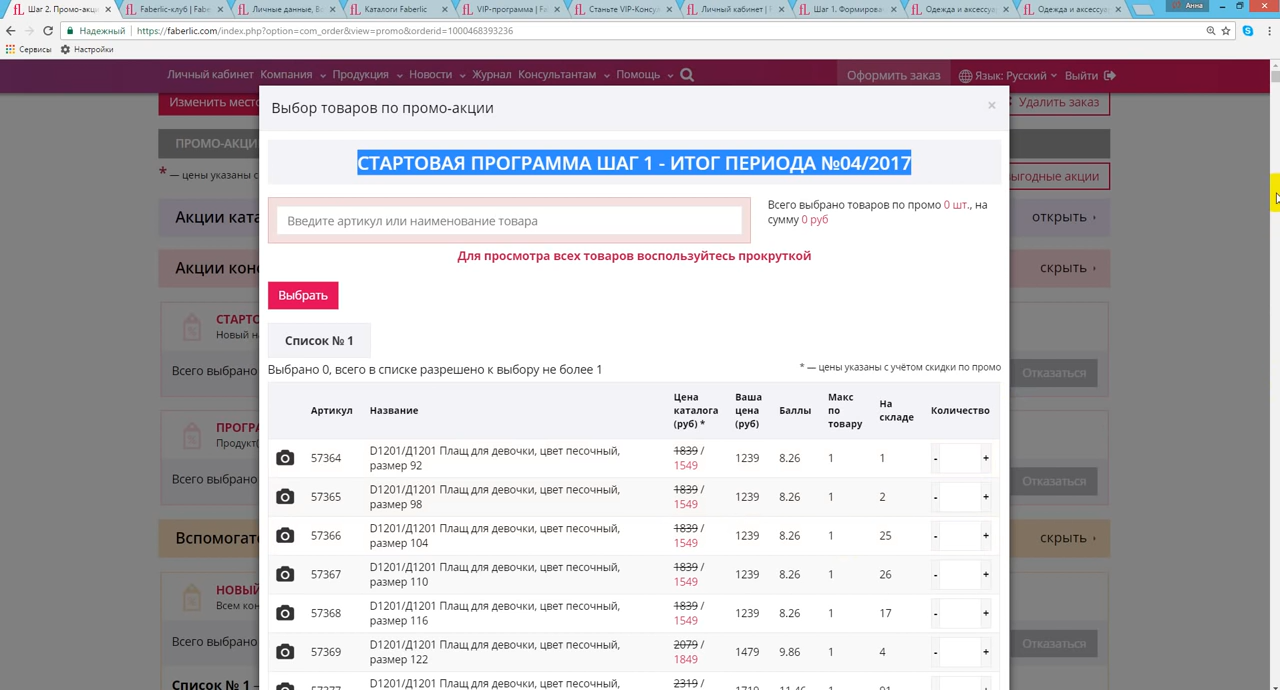 Шаг 2. Промо-акц
Faberlic-клуб | Fabe
Личные данные, В
Каталоги Faberlic
VIP-программа | Fa
Станьте VIP-Консу
Личный кабинет |
Шаг 1. Формирова
Одежда и аксессуа
Одежда и аксессуа
Анна
Надежный | https://faberlic.com/index.php?option=com_order&view=promo&orderid=1000468393236
Сервисы Настройки
Личный кабинет Компания Продукция Новости Журнал Консультантам Помощь Оформить заказ Язык: Русский Выйти
Изменить место
Удалить заказ
Выбор товаров по промо-акции ×
ПРОМО-АКЦИ
СТАРТОВАЯ ПРОГРАММА ШАГ 1 - ИТОГ ПЕРИОДА №04/2017
* — цены указаны с
ыгодные акции
Введите артикул или наименование товара
Всего выбрано товаров по промо 0 шт., на
сумму 0 руб
Акции ката
открыть ›
Для просмотра всех товаров воспользуйтесь прокруткой
Акции конс
скрыть ›
Выбрать
СТАРТО
Новый на
Список № 1
Всего выбрано
Отказаться
Выбрано 0, всего в списке разрешено к выбору не более 1
* — цены указаны с учётом скидки по промо
Артикул Название Цена каталога (руб) * Ваша цена (руб) Баллы Макс по товару На складе Количество
ПРОГРА
Продукт(
57364 D1201/Д1201 Плащ для девочки, цвет песочный, 1839 /
размер 92 1549 1239 8.26 1 1 - +
Всего выбрано
Отказаться
57365 D1201/Д1201 Плащ для девочки, цвет песочный, 1839 /
размер 98 1549 1239 8.26 1 2 - +
57366 D1201/Д1201 Плащ для девочки, цвет песочный, 1839 /
размер 104 1549 1239 8.26 1 25 - +
Вспомогат
скрыть ›
57367 D1201/Д1201 Плащ для девочки, цвет песочный, 1839 /
размер 110 1549 1239 8.26 1 26 - +
НОВЫЙ
Всем кон
57368 D1201/Д1201 Плащ для девочки, цвет песочный, 1839 /
размер 116 1549 1239 8.26 1 17 - +
Всего выбрано
Отказаться
57369 D1201/Д1201 Плащ для девочки, цвет песочный, 2079 /
размер 122 1849 1479 9.86 1 4 - +
Список № 1 –
D1201/Д1201 Плащ для девочки, цвет песочный, 2319 /